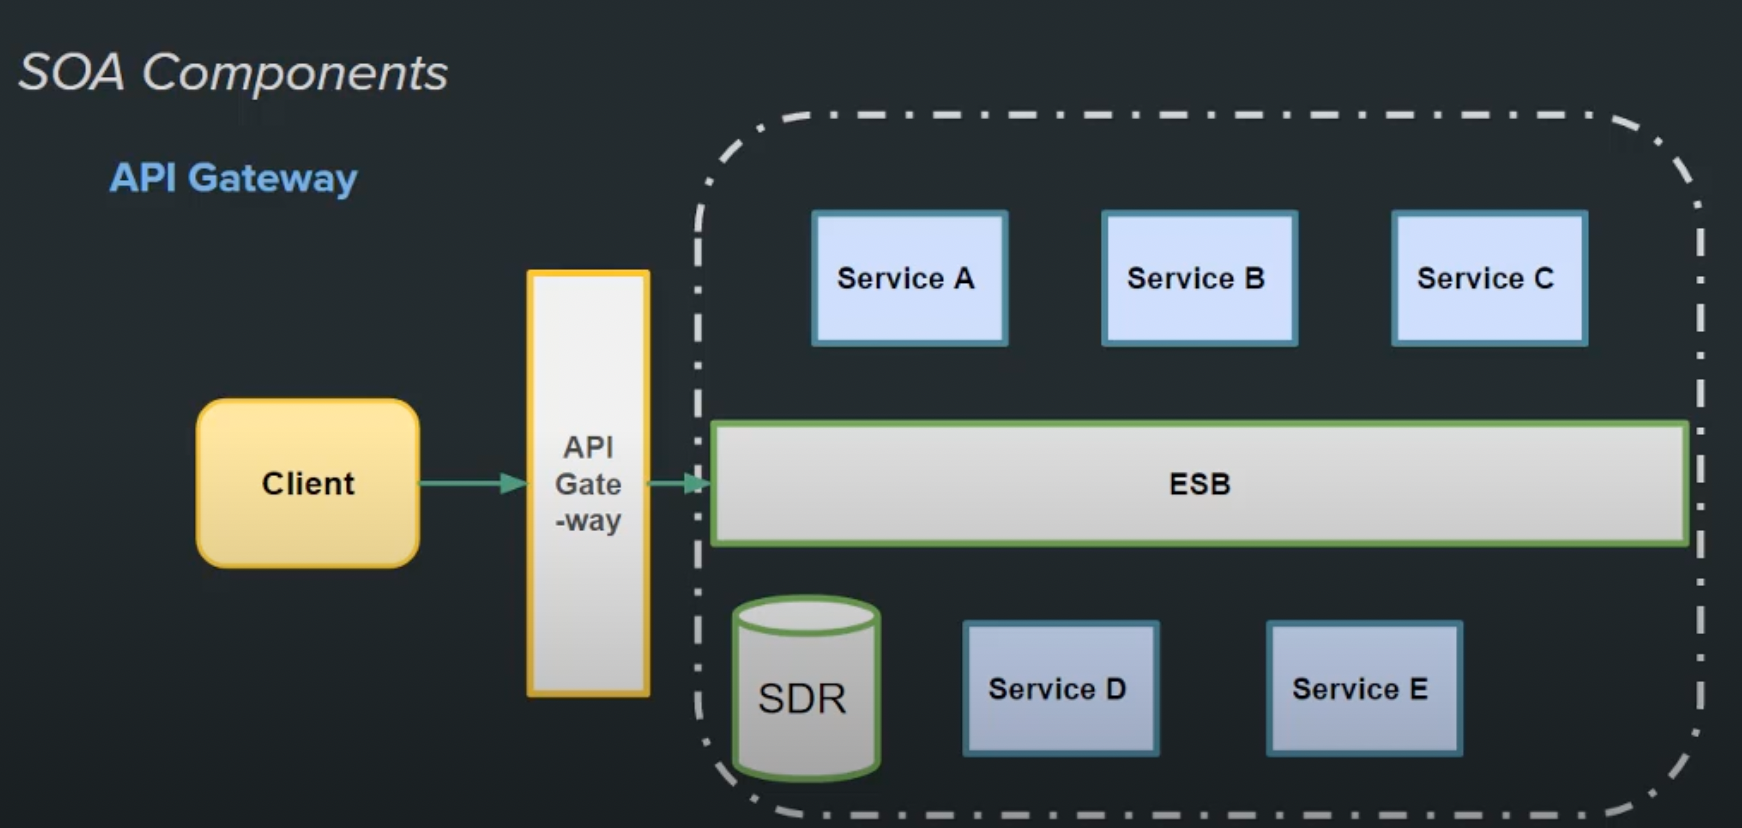 SOA Components
API Gateway
Service A
Service B
Service C
Client
API
Gate
-way
ESB
SDR
Service D
Service E